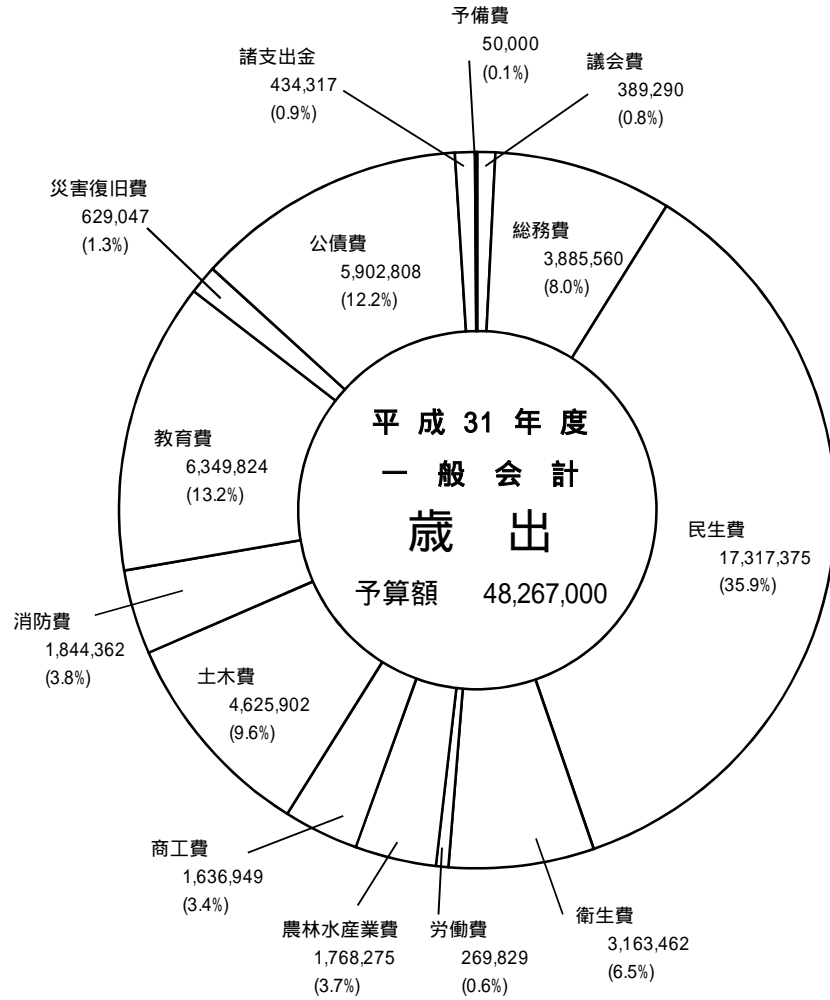 予備費
50,000
(0.1%)
議会費
389,290
(0.8%)
諸支出金
434,317
(0.9%)
災害復旧費
629,047
(1.3%)
公債費
5,902,808
(12.2%)
総務費
3,885,560
(8.0%)
教育費
6,349,824
(13.2%)
平成31年度
一般会計
歳出
予算額 48,267,000
民生費
17,317,375
(35.9%)
消防費
1,844,362
(3.8%)
土木費
4,625,902
(9.6%)
商工費
1,636,949
(3.4%)
農林水産業費
1,768,275
(3.7%)
労働費
269,829
(0.6%)
衛生費
3,163,462
(6.5%)